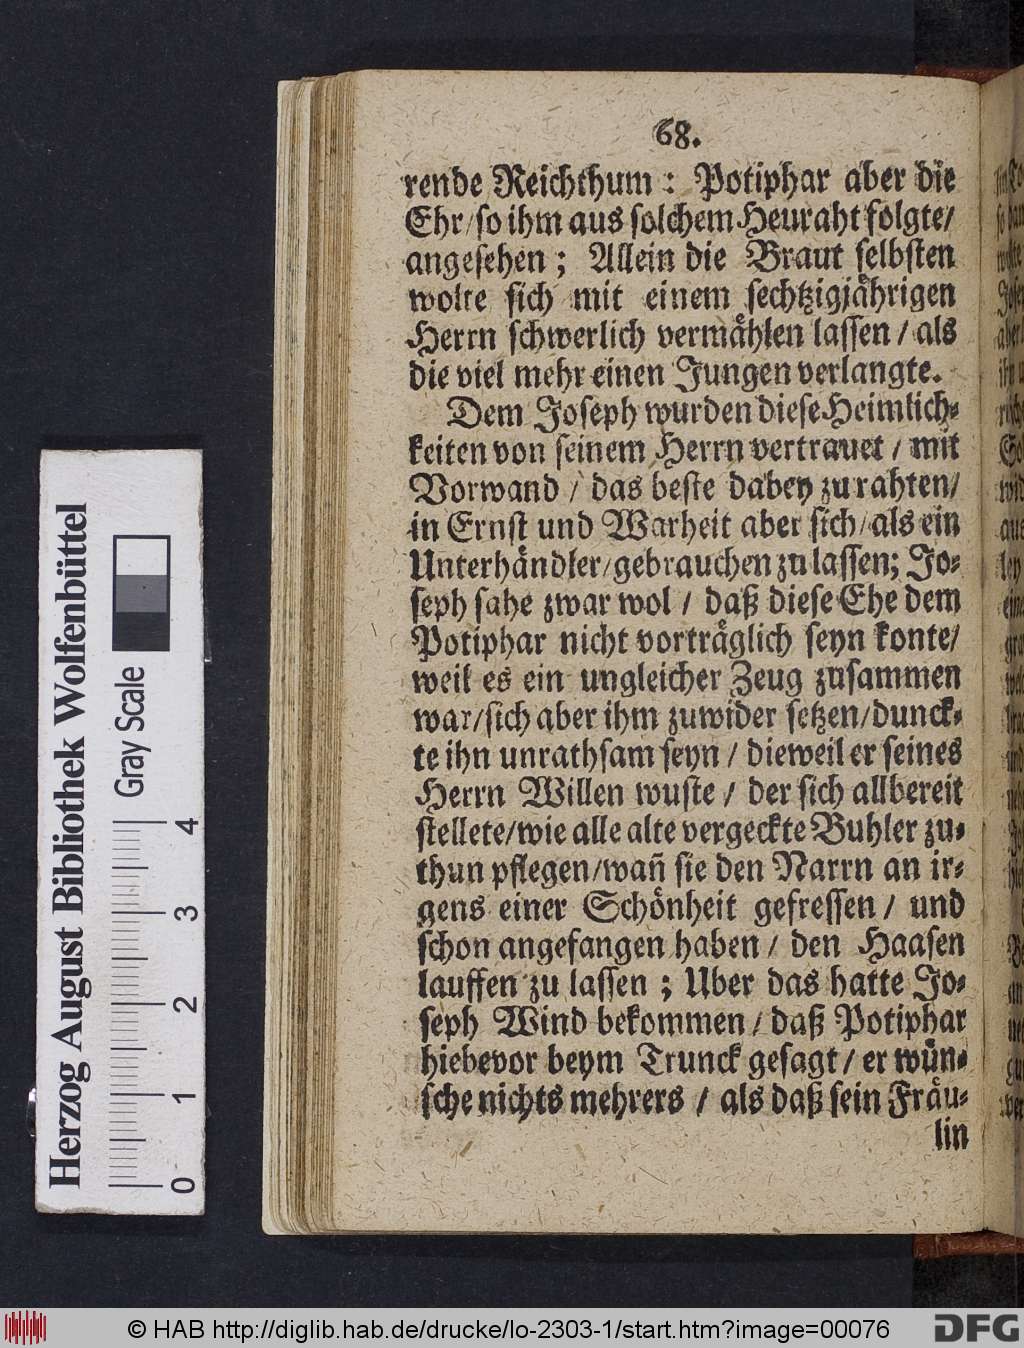 68.
rende Reichthum: Potiphar aber die
Ehr/so ihm aus solchem Heuraht folgte/
angesehen; Allein die Braut selbsten
wolte sich mit einem sechtzigjährigen
Herrn schwerlich vermählen lassen/ als
die viel mehr einen Jungen verlangte.
Dem Joseph wurden diese Heimlich-
keiten von seinem Herrn vertrauet / mit
Vorwand / das beste dabey zu rahten/
in Ernst und Warheit aber sich/als ein
Unterhändler/gebrauchen zu lassen; Jo-
seph sahe zwar wol / daß diese Ehe dem
Potiphar nicht vorträglich seyn konte/
weil es ein ungleicher Zeug zusammen
war/sich aber ihm zuwider setzen/dunck-
te ihn unrathsam seyn / dieweil er seines
Herrn Willen wuste / der sich allbereit
stellete/wie alle alte vergeckte Buhler zu-
thun pflegen/wañ sie den Narrn an ir-
gens einer Schönheit gefressen / und
schon angefangen haben / den Haasen
lauffen zu lassen ; Uber das hatte Jo-
seph Wind bekommen / daß Potiphar
hiebevor beym Trunck gesagt / er wün-
sche nichts mehrers / als daß sein Fräu-
lin
Herzog August Bibliothek Wolfenbüttel
Gray Scale
4
3
2
1
0
© HAB http://diglib.hab.de/drucke/lo-2303-1/start.htm?image=00076
DFG